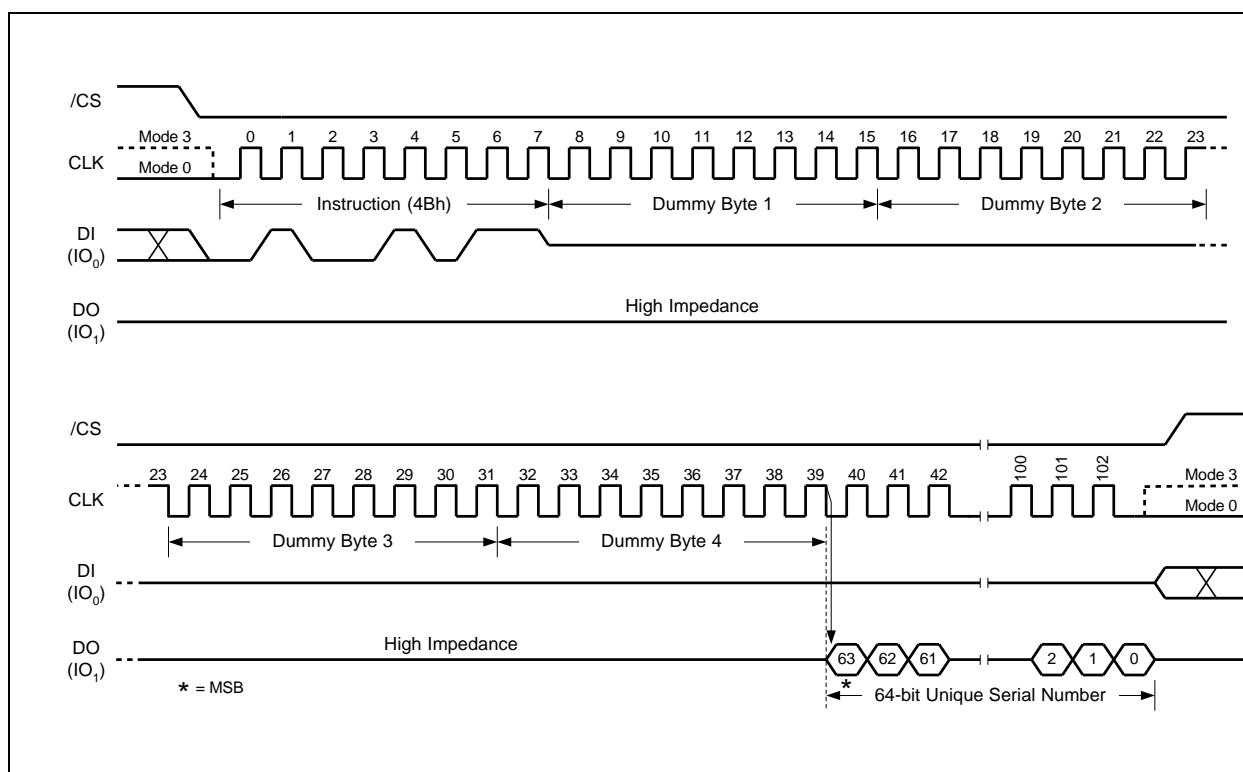 /CS
Mode 3
0 1 2 3 4 5 6 7 8 9 10 11 12 13 14 15 16 17 18 19 20 21 22 23
CLK
Mode 0
Instruction (4Bh) Dummy Byte 1 Dummy Byte 2
DI
(IO0)
DO
(IO1)
High Impedance
/CS
23 24 25 26 27 28 29 30 31 32 33 34 35 36 37 38 39 40 41 42 100 101 102
Mode 3
CLK
Mode 0
Dummy Byte 3 Dummy Byte 4
DI
(IO0)
DO
(IO1)
High Impedance
63 62 61 2 1 0
* = MSB
*
64-bit Unique Serial Number